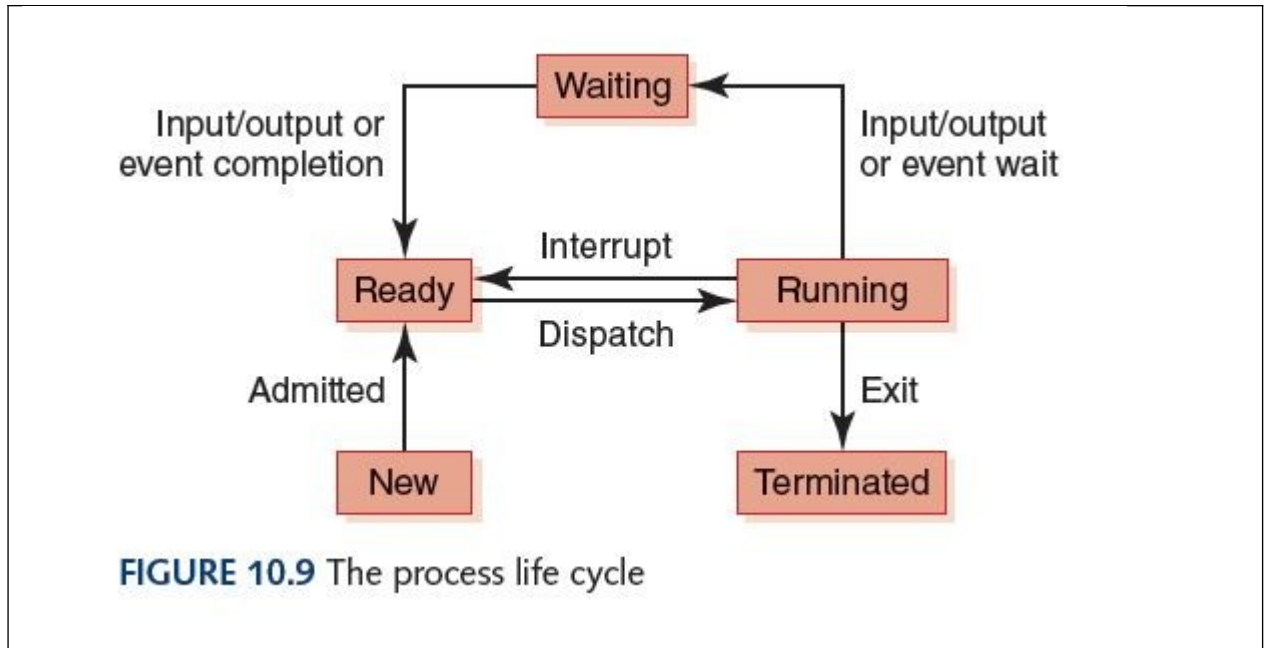 Waiting
Input/output or
event completion
Input/output
or event wait
Interrupt
Ready
Running
Dispatch
Admitted
Exit
New
Terminated
FIGURE 10.9 The process life cycle